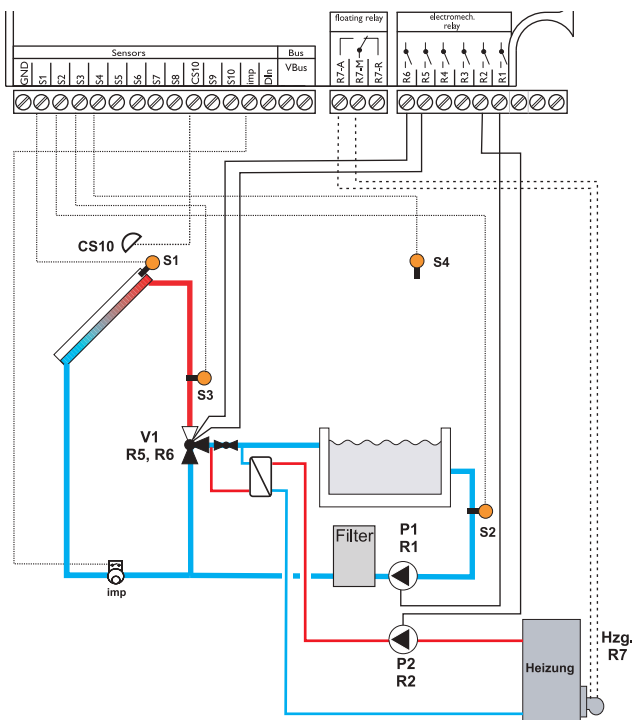 floating relay
electromech.
relay
Sensors
Bus
VBus
GND
S1
S2
S3
S4
S5
S6
S7
S8
CS10
S9
S10
imp
DIn
R7-A
R7-M
R7-R
R6
R5
R4
R3
R2
R1
CS10
S1
S4
S3
V1
R5, R6
S2
Filter
P1
R1
imp
P2
R2
Heizung
Hzg.
R7